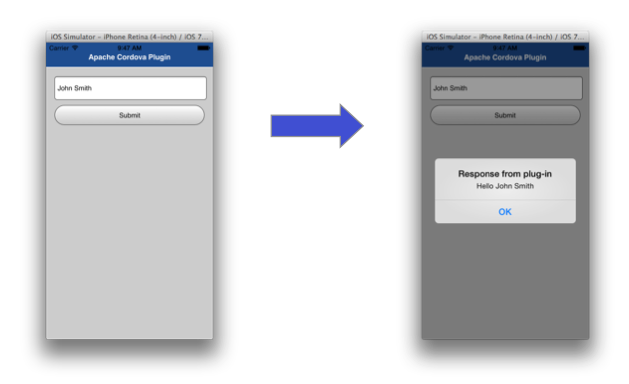 iOS Simulator – iPhone Retina (4-inch) / iOS 7...
Carrier 9:47 AM
Apache Cordova Plugin
John Smith
Submit
iOS Simulator – iPhone Retina (4-inch) / iOS 7...
Carrier 9:47 AM
Apache Cordova Plugin
John Smith
Submit
Response from plug-in
Hello John Smith
OK